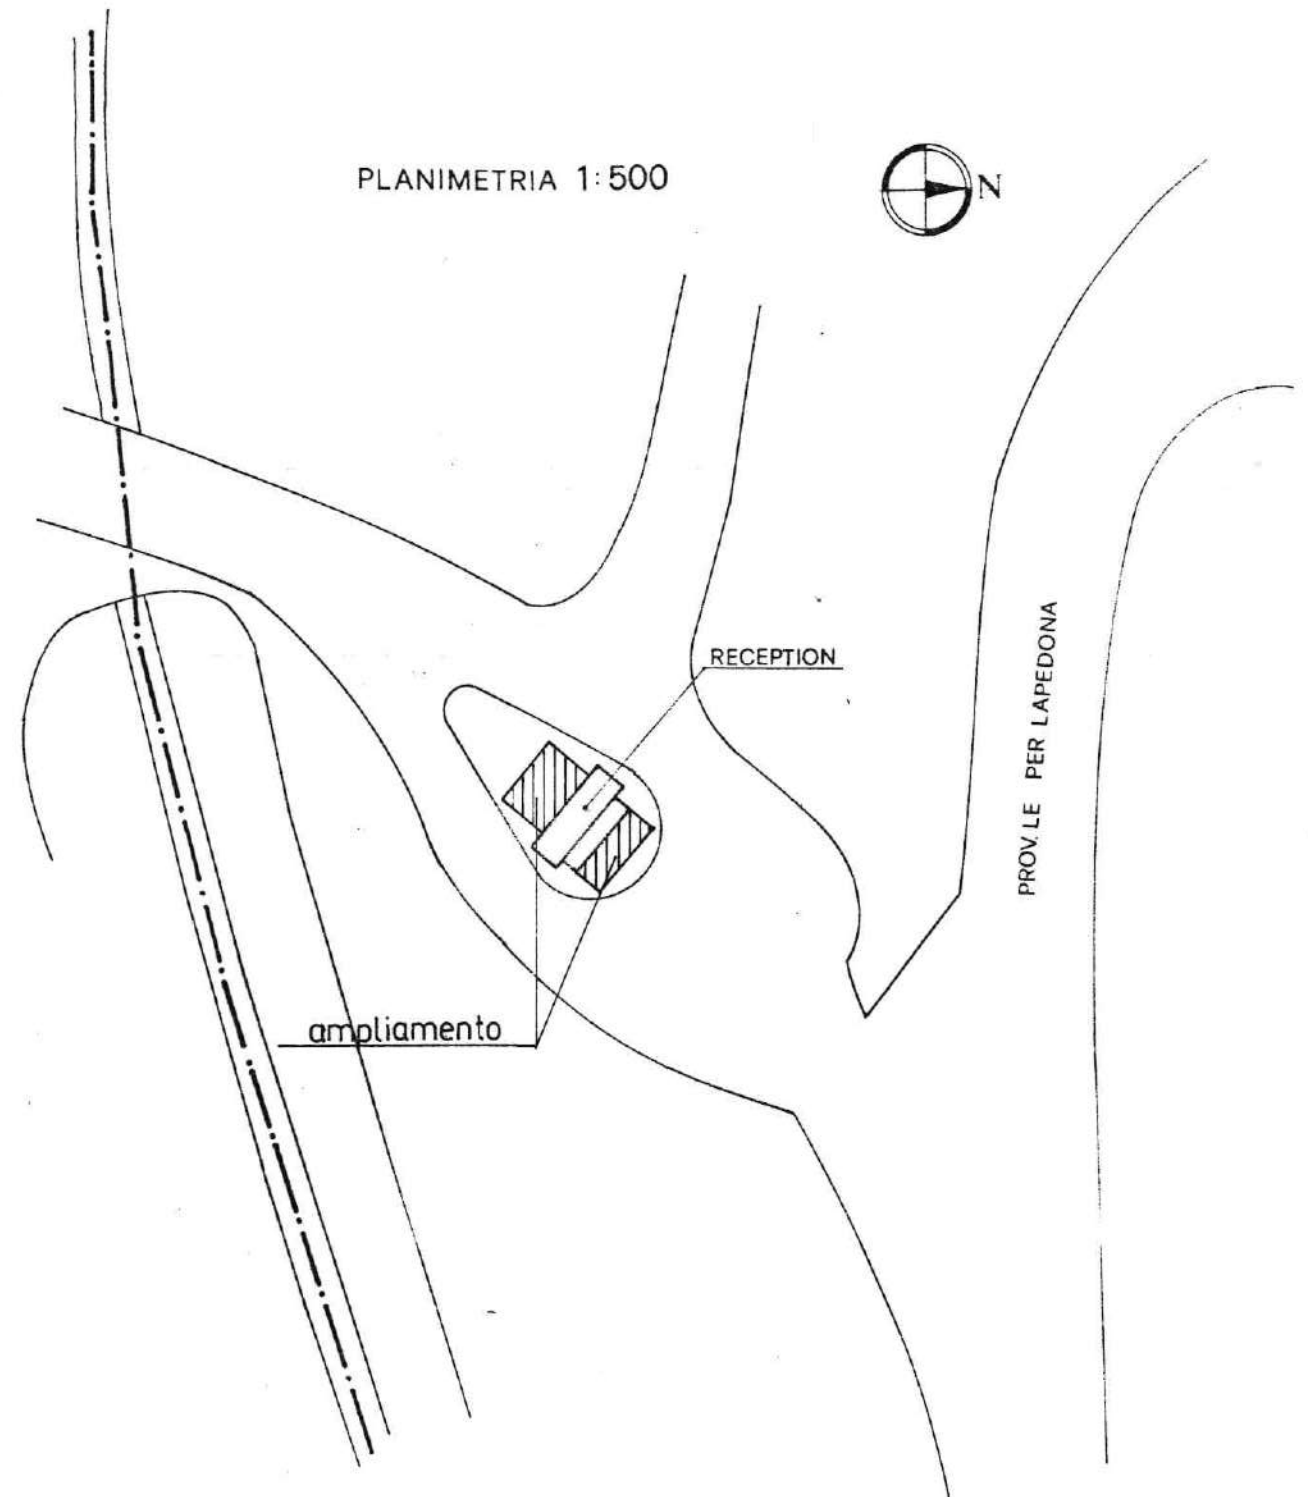 PLANIMETRIA 1:500
N
RECEPTION
PROV.LE PER LAPEDONA
ampliamento